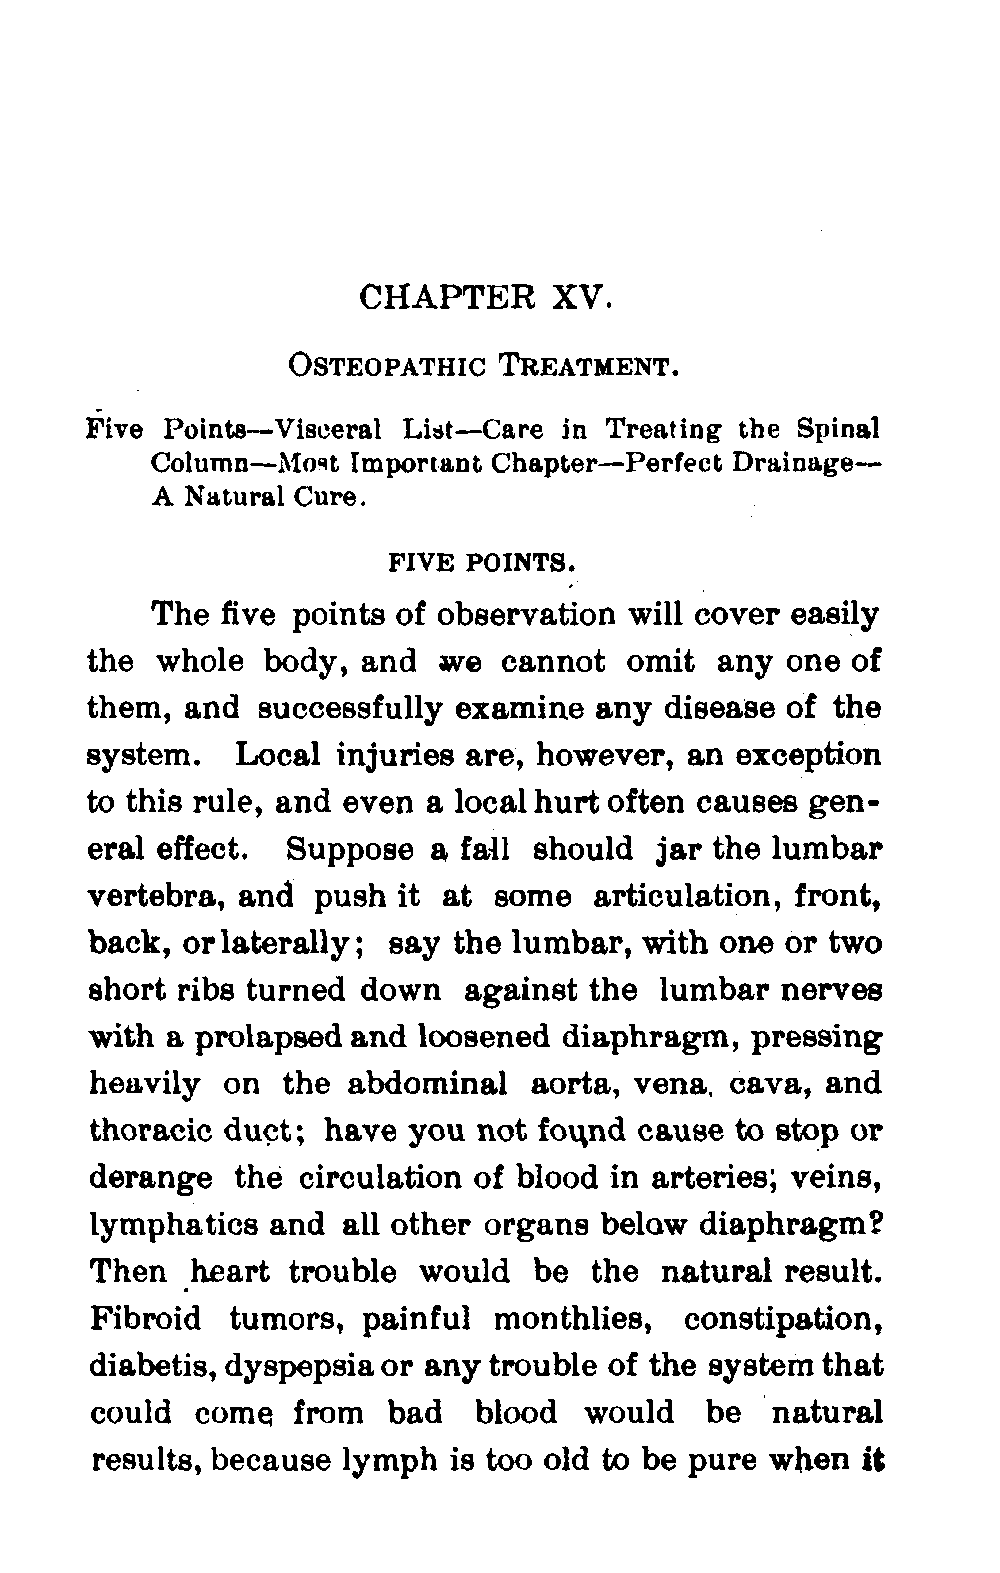 CHAPTER XV.
OSTEOPATHIC TREATMENT.
Five Points—Visceral List—Care in Treating the Spinal
Column—Most Important Chapter—Perfect Drainage—
A Natural Cure.
FIVE POINTS.
The five points of observation will cover easily
the whole body, and we cannot omit any one of
them, and successfully examine any disease of the
system. Local injuries are, however, an exception
to this rule, and even a local hurt often causes gen-
eral effect. Suppose a fall should jar the lumbar
vertebra, and push it at some articulation, front,
back, or laterally; say the lumbar, with one or two
short ribs turned down against the lumbar nerves
with a prolapsed and loosened diaphragm, pressing
heavily on the abdominal aorta, vena, cava, and
thoracic duct; have you not found cause to stop or
derange the circulation of blood in arteries, veins,
lymphatics and all other organs below diaphragm?
Then heart trouble would be the natural result.
Fibroid tumors, painful monthlies, constipation,
diabetis, dyspepsia or any trouble of the system that
could come from bad blood would be natural
results, because lymph is too old to be pure when it